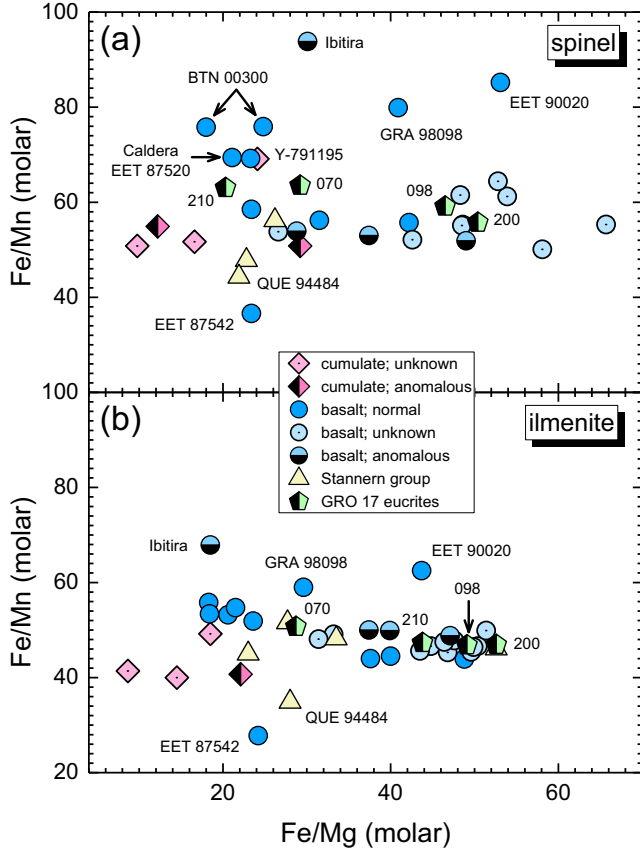 100
(a)
spinel
Ibitira
BTN 00300
EET 90020
80
GRA 98098
Caldera
EET 87520
Y-791195
210
070
098
200
60
Fe/Mn (molar)
QUE 94484
40
EET 87542
100
cumulate; unknown
cumulate; anomalous
basalt; normal
basalt; unknown
basalt; anomalous
Stannern group
GRO 17 eucrites
(b)
ilmenite
80
Ibitira
GRA 98098
EET 90020
60
070
210
098
200
Fe/Mn (molar)
40
QUE 94484
EET 87542
20
20
40
60
Fe/Mg (molar)